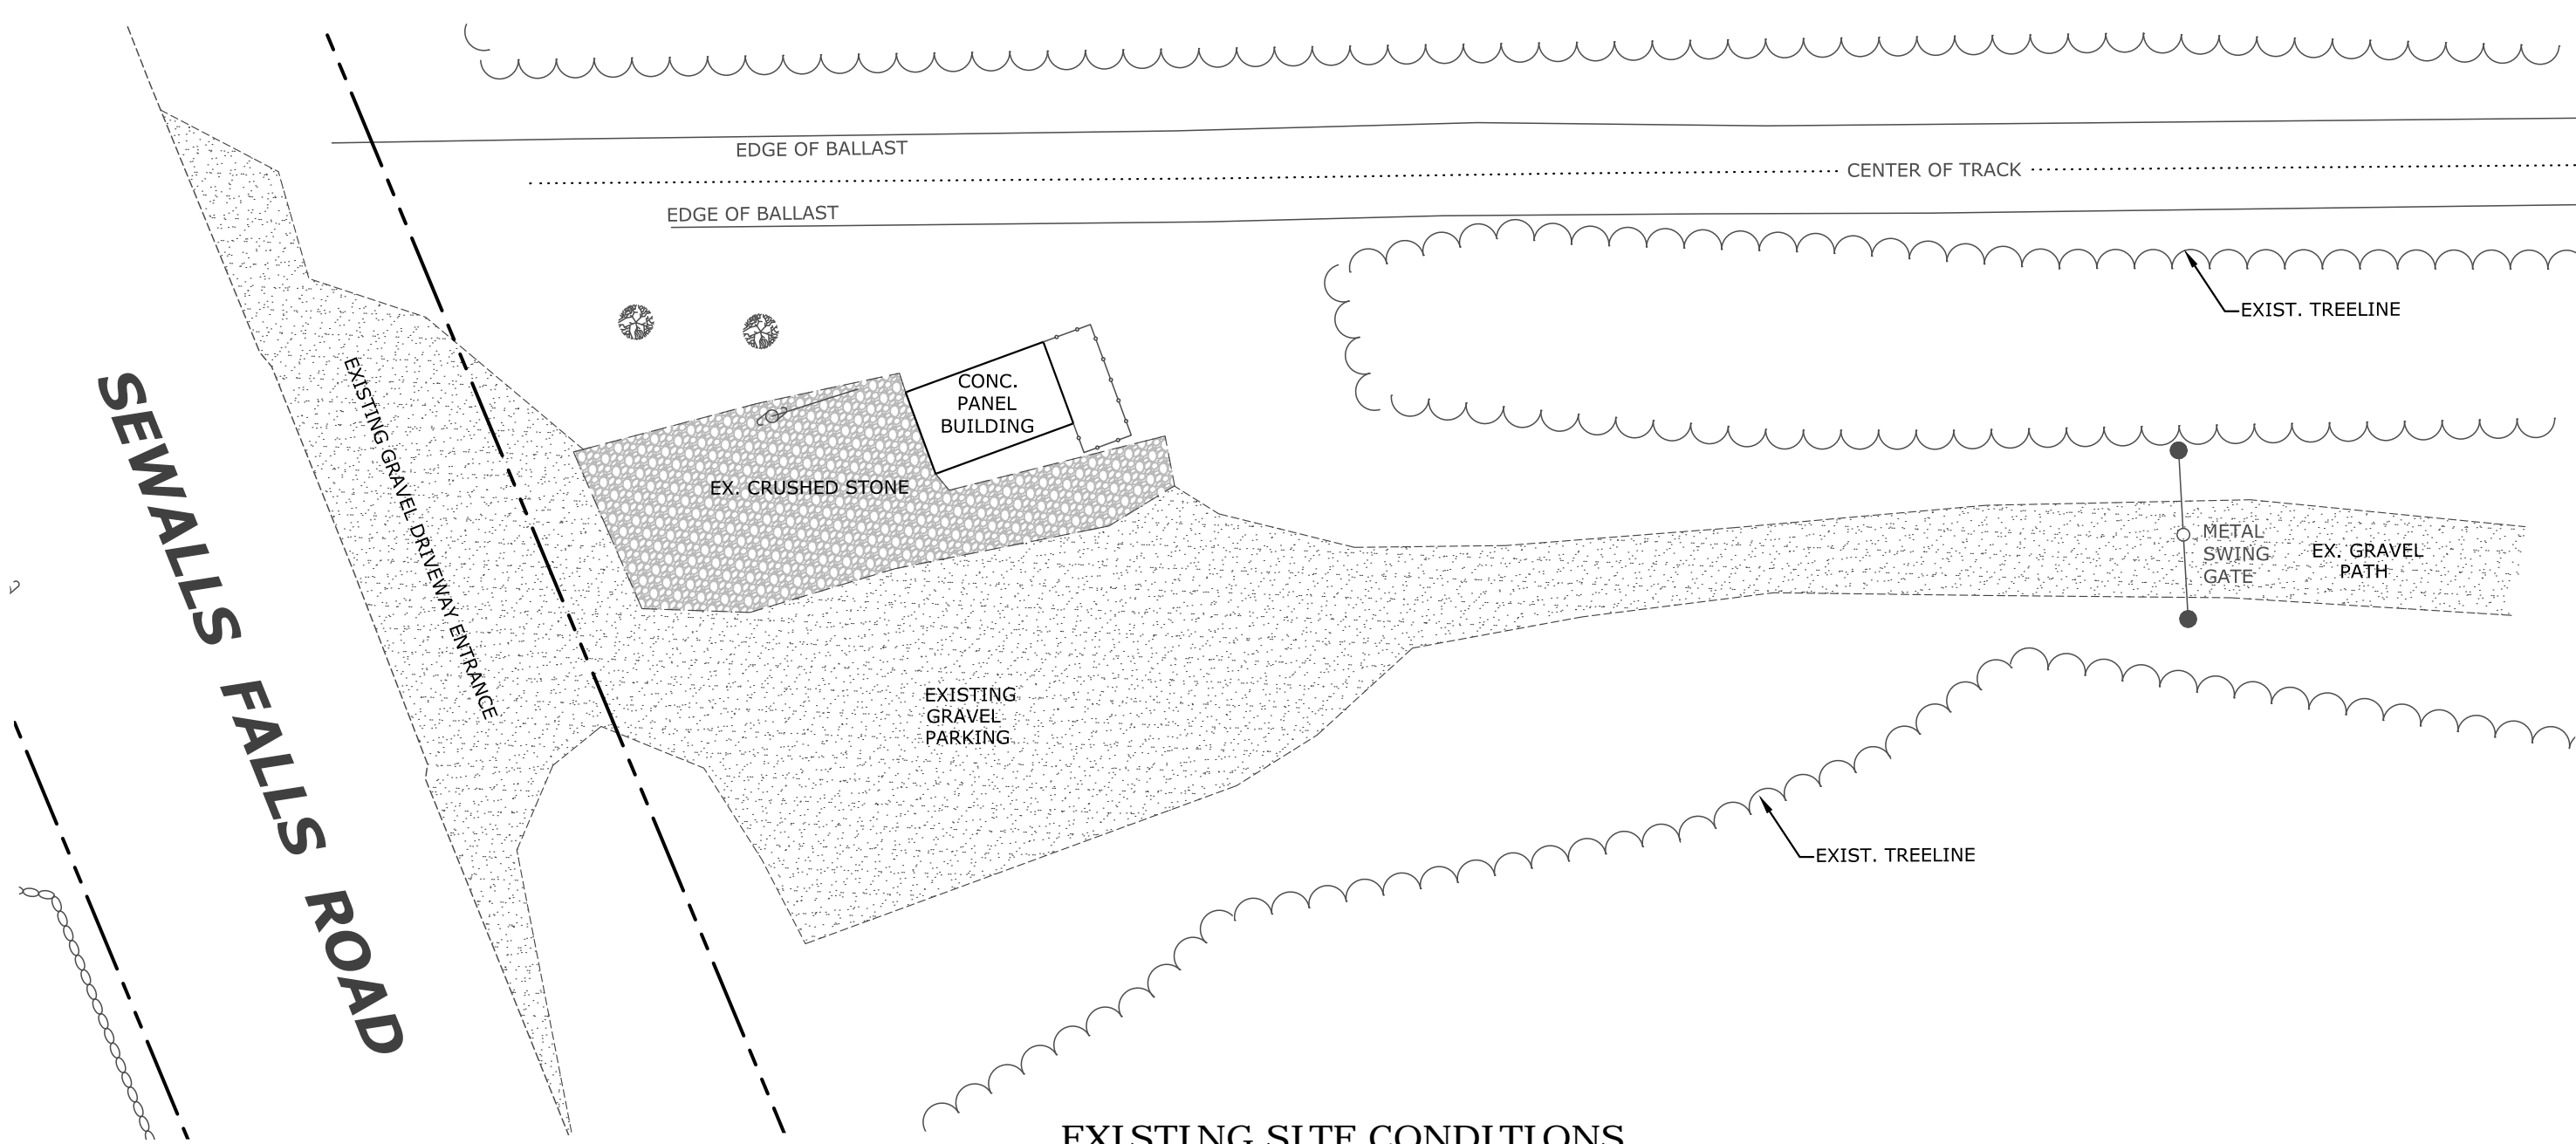 EDGE OF BALLAST
CENTER OF TRACK
EDGE OF BALLAST
EXIST. TREELINE
CONC.
PANEL
BUILDING
EX. CRUSHED STONE
EXISTING GRAVEL DRIVEWAY ENTRANCE
SEWALLS FALLS ROAD
METAL
SWING
GATE
EX. GRAVEL
PATH
EXISTING
GRAVEL
PARKING
EXIST. TREELINE
EXISTING SITE CONDITIONS